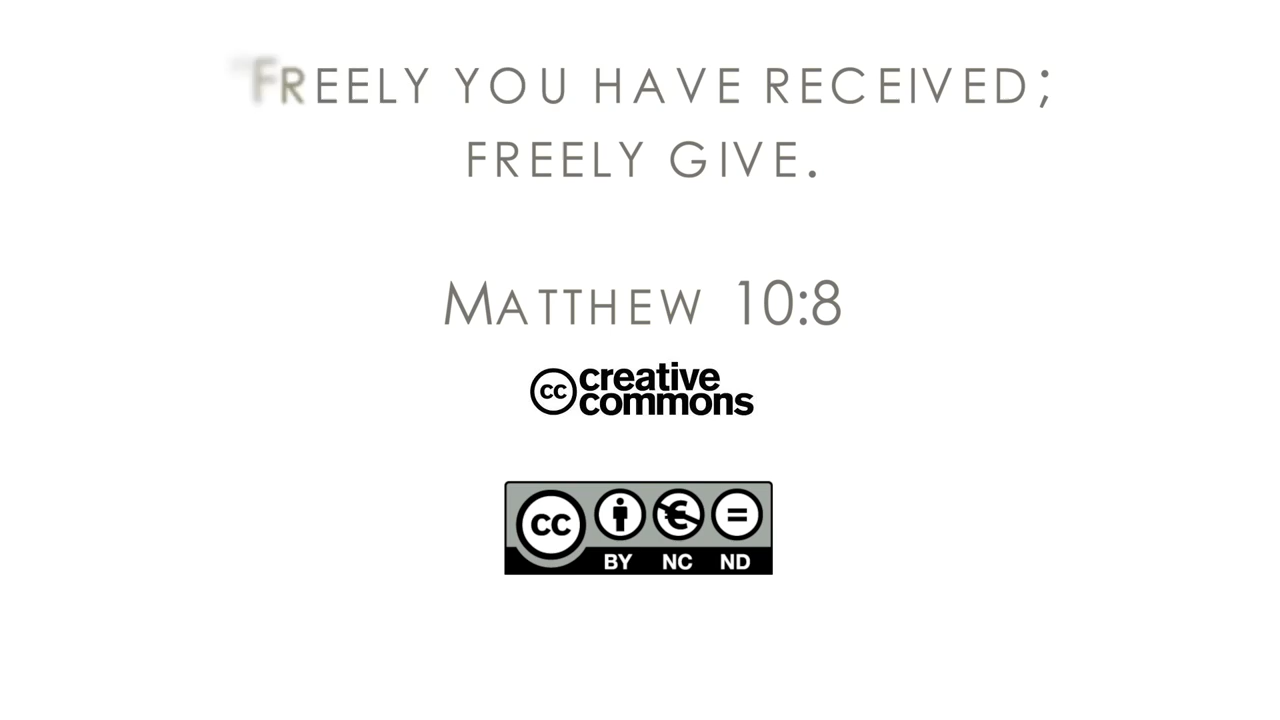 "Freely you have received;
freely give.
Matthew 10:8
cc creative
commons
cc
BY NC ND